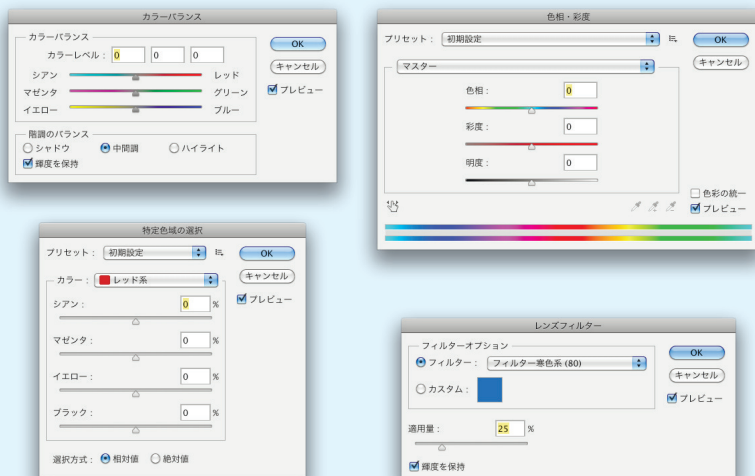 カラーバランス
カラーバランス
カラーレベル： 0 0 0
シアン レッド
マゼンタ グリーン
イエロー ブルー
階調のバランス
シャドウ 中間調 ハイライト
輝度を保持
OK
キャンセル
プレビュー
色相・彩度
プリセット： 初期設定
マスター
色相： 0
彩度： 0
明度： 0
OK
キャンセル
色彩の統一
プレビュー
特定色域の選択
プリセット： 初期設定
カラー： レッド系
シアン： 0 %
マゼンタ： 0 %
イエロー： 0 %
ブラック： 0 %
選択方式： 相対値 絶対値
OK
キャンセル
プレビュー
レンズフィルター
フィルターオプション
フィルター： フィルター寒色系 (80)
カスタム：
適用量： 25 %
輝度を保持
OK
キャンセル
プレビュー